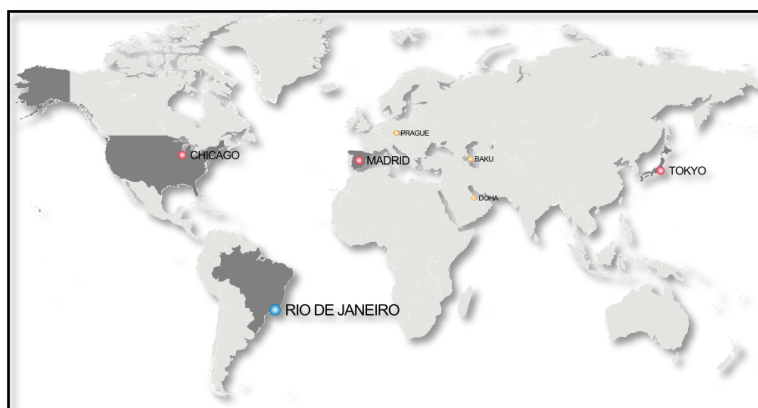 PRAGUE
CHICAGO
MADRID
BAKU
TOKYO
DOHA
RIO DE JANEIRO